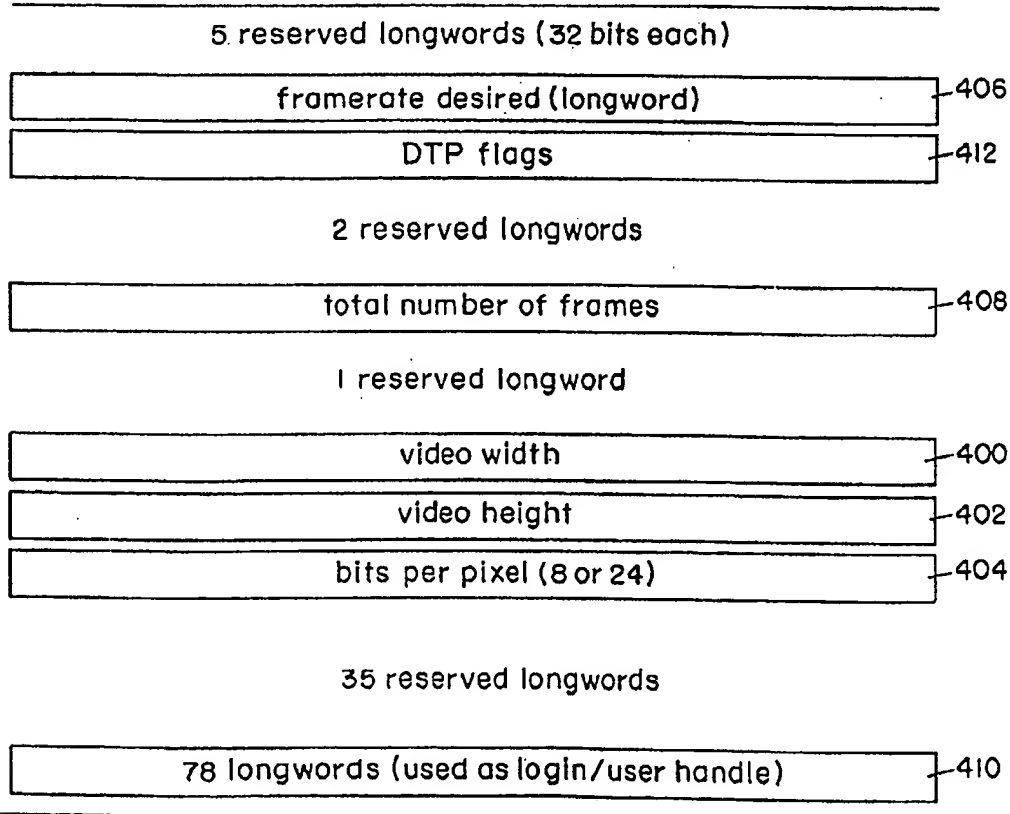 5 reserved longwords (32 bits each)
framerate desired (longword) 406
DTP flags 412
2 reserved longwords
total number of frames 408
1 reserved longword
video width 400
video height 402
bits per pixel (8 or 24) 404
35 reserved longwords
78 longwords (used as login/user handle) 410